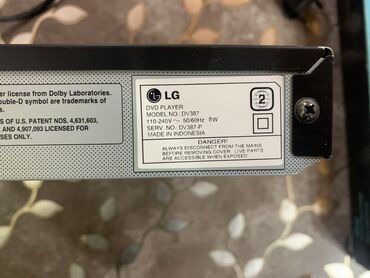 er license from Dolby Laboratories.
ouble-D symbol are trademarks of
es.
OF U.S. PATENT NOS. 4,631,603,
and 4,907,093 LICENSED FOR
SES ONLY.
LG
DVD PLAYER
MODEL NO. DV387
110-240V ~ 50/60Hz 8W
SERV NO. DV387-P
MADE IN INDONESIA
2
DANGER!
ALWAYS DISCONNECT FROM THE MAINS
BEFORE REMOVING COVER. LIVE PARTS
ARE ACCESSIBLE WHEN EXPOSED.